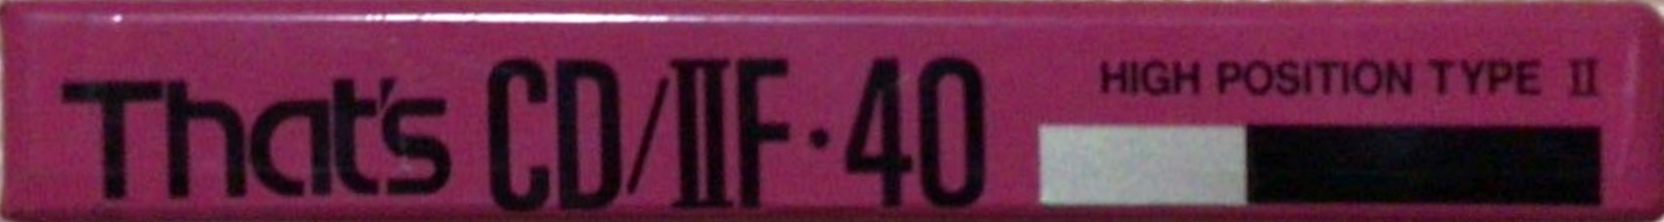 That's CD/IIF·40
HIGH POSITION TYPE II